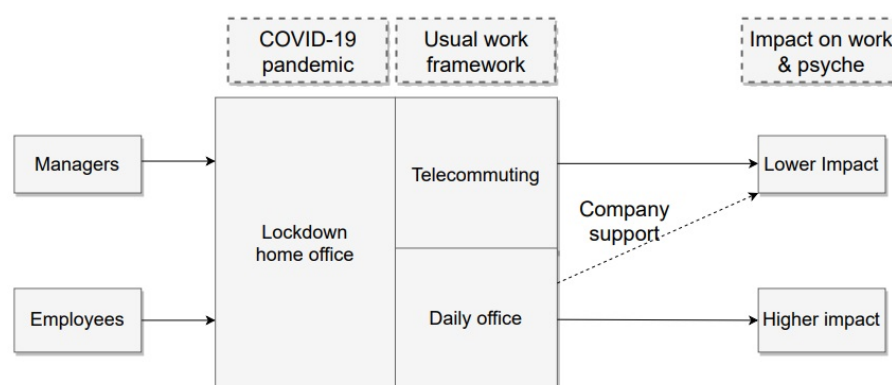 COVID-19
pandemic
Usual work
framework
Impact on work
& psyche
Managers
Telecommuting
Lower Impact
Company
support
Lockdown
home office
Employees
Daily office
Higher impact